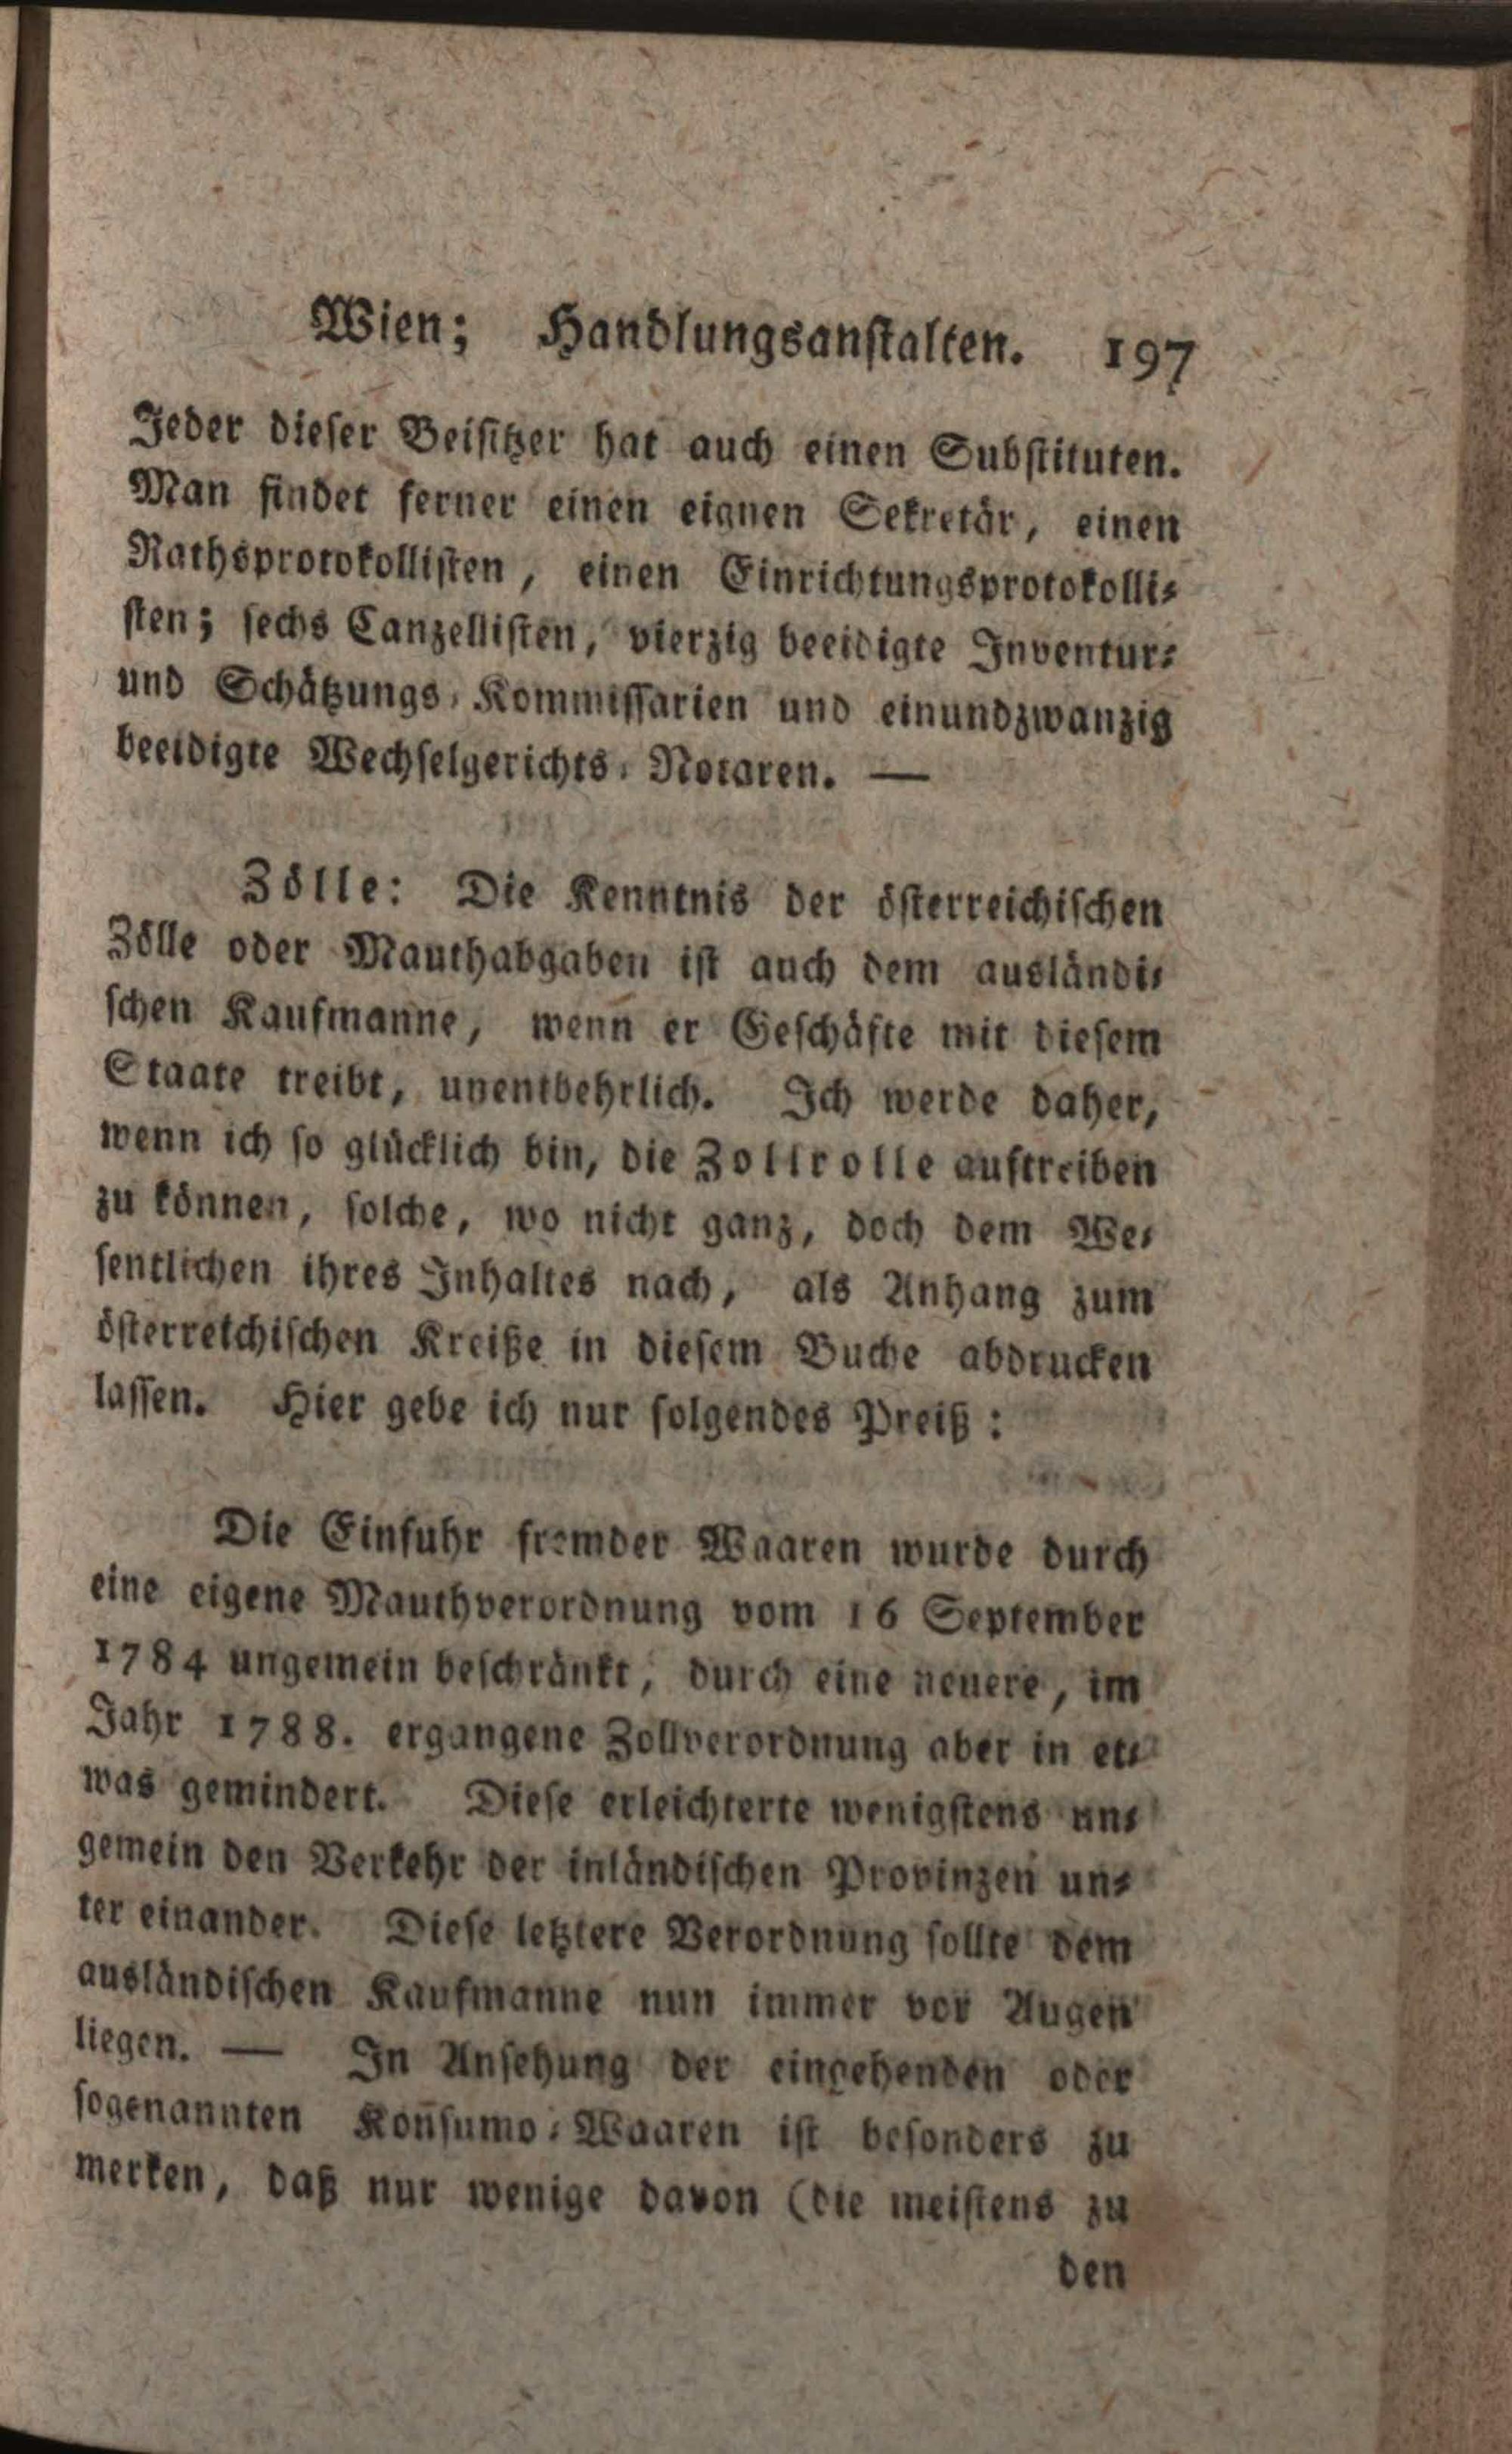 Wien; Handlungsanstalten. 197
Jeder dieser Beisitzer hat auch einen Substituten.
Man findet ferner einen eignen Sekretär, einen
Rathsprotokollisten, einen Einrichtungsprotokolli-
sten; sechs Canzellisten, vierzig beeidigte Inventur-
und Schätzungs-Kommissarien und einundzwanzig
beeidigte Wechselgerichts-Notaren. —
Zölle: Die Kenntnis der österreichischen
Zölle oder Mauthabgaben ist auch dem ausländi-
schen Kaufmanne, wenn er Geschäfte mit diesem
Staate treibt, unentbehrlich. Ich werde daher,
wenn ich so glücklich bin, die Zollrolle auftreiben
zu können, solche, wo nicht ganz, doch dem We-
sentlichen ihres Inhaltes nach, als Anhang zum
österreichischen Kreiße in diesem Buche abdrucken
lassen. Hier gebe ich nur folgendes Preiß:
Die Einfuhr fremder Waaren wurde durch
eine eigene Mauthverordnung vom 16 September
1784 ungemein beschränkt, durch eine neuere, im
Jahr 1788. ergangene Zollverordnung aber in et-
was gemindert. Diese erleichterte wenigstens un-
gemein den Verkehr der inländischen Provinzen un-
ter einander. Diese letztere Verordnung sollte dem
ausländischen Kaufmanne nun immer vor Augen
liegen. — In Ansehung der eingehenden oder
sogenannten Konsumo-Waaren ist besonders zu
merken, daß nur wenige davon (die meistens zu
den